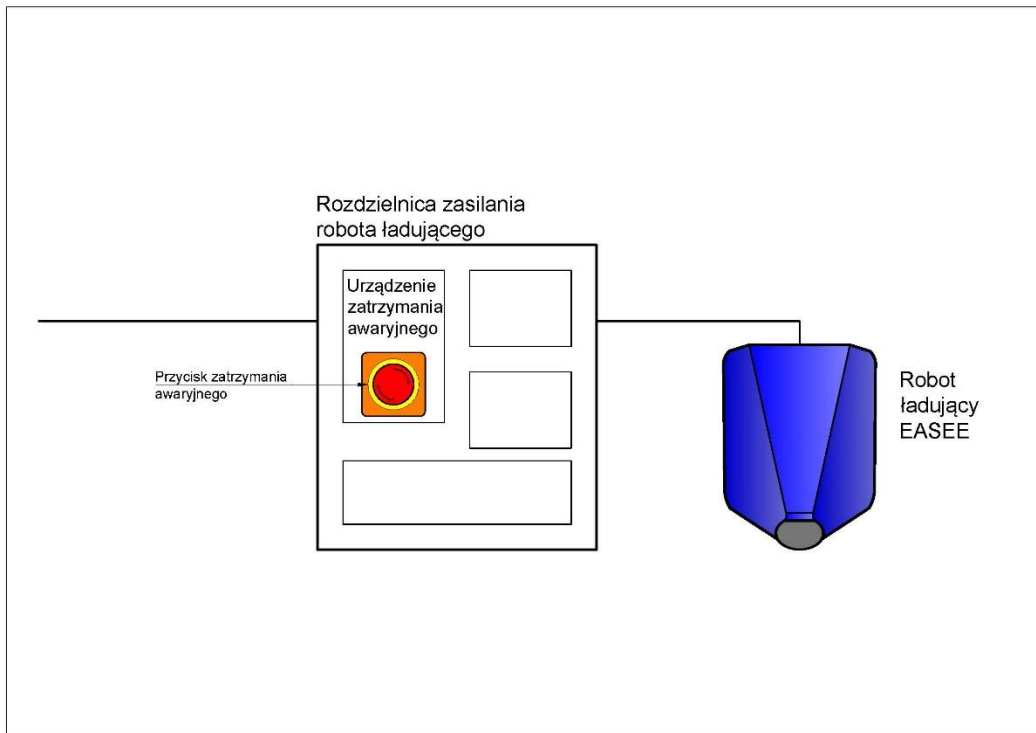 Rozdzielnica zasilania
robota ładującego
Urządzenie
zatrzymania
awaryjnego
Przycisk zatrzymania
awaryjnego
Robot
ładujący
EASEE